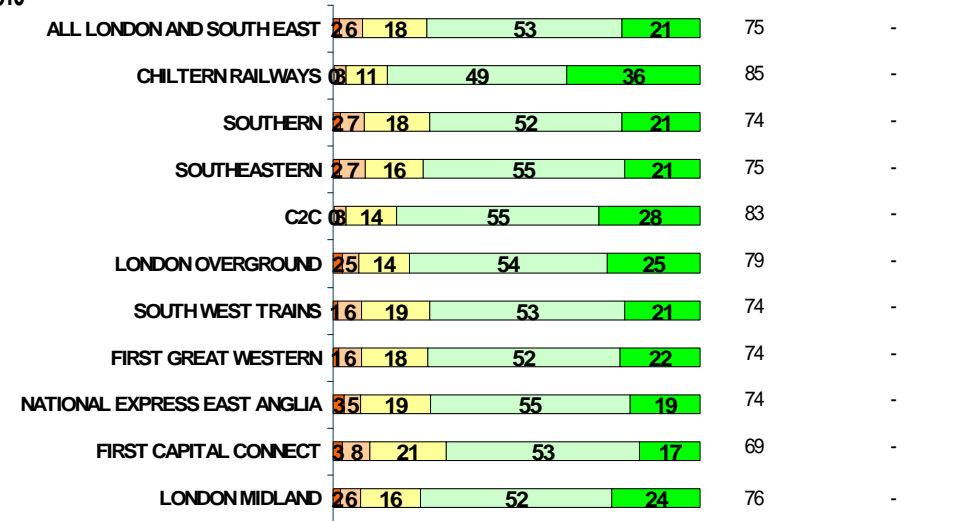 ALL LONDON AND SOUTH EAST 2 6 18 53 21 75 -
CHILTERN RAILWAYS 0 3 11 49 36 85 -
SOUTHERN 2 7 18 52 21 74 -
SOUTHEASTERN 2 7 16 55 21 75 -
C2C 0 3 14 55 28 83 -
LONDON OVERGROUND 2 5 14 54 25 79 -
SOUTH WEST TRAINS 1 6 19 53 21 74 -
FIRST GREAT WESTERN 1 6 18 52 22 74 -
NATIONAL EXPRESS EAST ANGLIA 3 5 19 55 19 74 -
FIRST CAPITAL CONNECT 3 8 21 53 17 69 -
LONDON MIDLAND 2 6 16 52 24 76 -